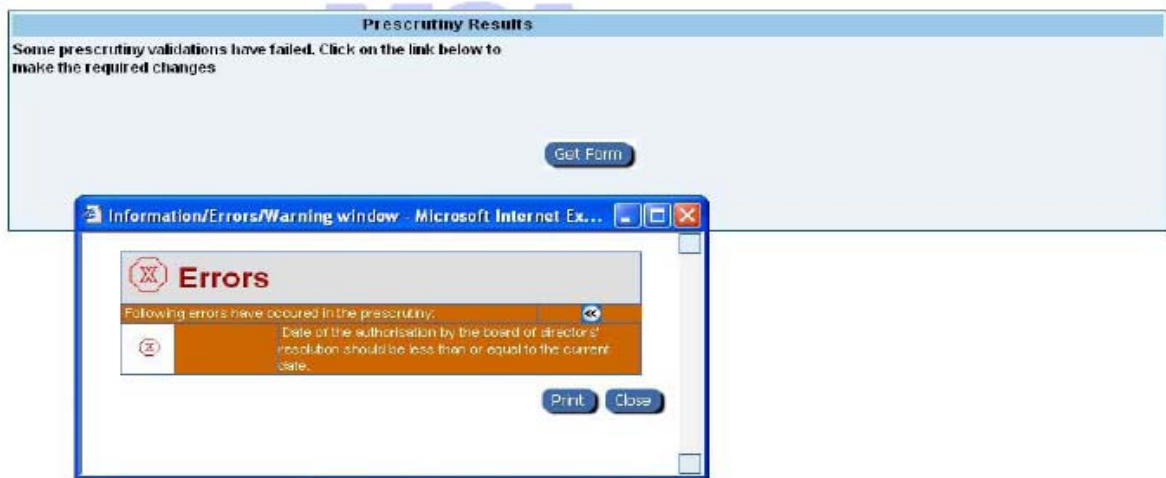 Prescrutiny Results
Some prescrutiny validations have failed. Click on the link below to
make the required changes
Get Form
Information/Errors/Warning window - Microsoft Internet Ex...
Errors
Following errors have occured in the prescrutiny:
Date of the authorisation by the board of directors'
resolution should be less than or equal to the current
date.
Print Close